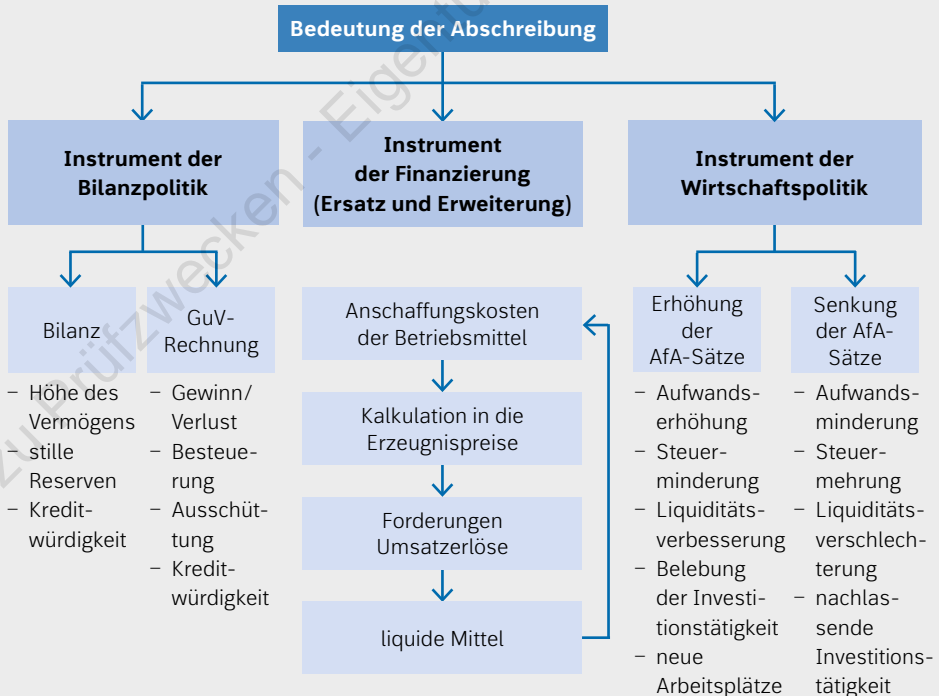 Bedeutung der Abschreibung
Instrument der
Bilanzpolitik
Instrument
der Finanzierung
(Ersatz und Erweiterung)
Instrument der
Wirtschaftspolitik
Bilanz
– Höhe des
Vermögens
– stille
Reserven
– Kredit-
würdigkeit
GuV-
Rechnung
– Gewinn/
Verlust
– Besteue-
rung
– Ausschüt-
tung
– Kredit-
würdigkeit
Anschaffungskosten
der Betriebsmittel
Kalkulation in die
Erzeugnispreise
Forderungen
Umsatzerlöse
liquide Mittel
Erhöhung
der
AfA-Sätze
– Aufwands-
erhöhung
– Steuer-
minderung
– Liquiditäts-
verbesserung
– Belebung
der Investi-
tionstätigkeit
– neue
Arbeitsplätze
Senkung
der AfA-
Sätze
– Aufwands-
minderung
– Steuer-
mehrung
– Liquiditäts-
verschlech-
terung
– nachlas-
sende
Investitions-
tätigkeit
zu Prüfzwecken -